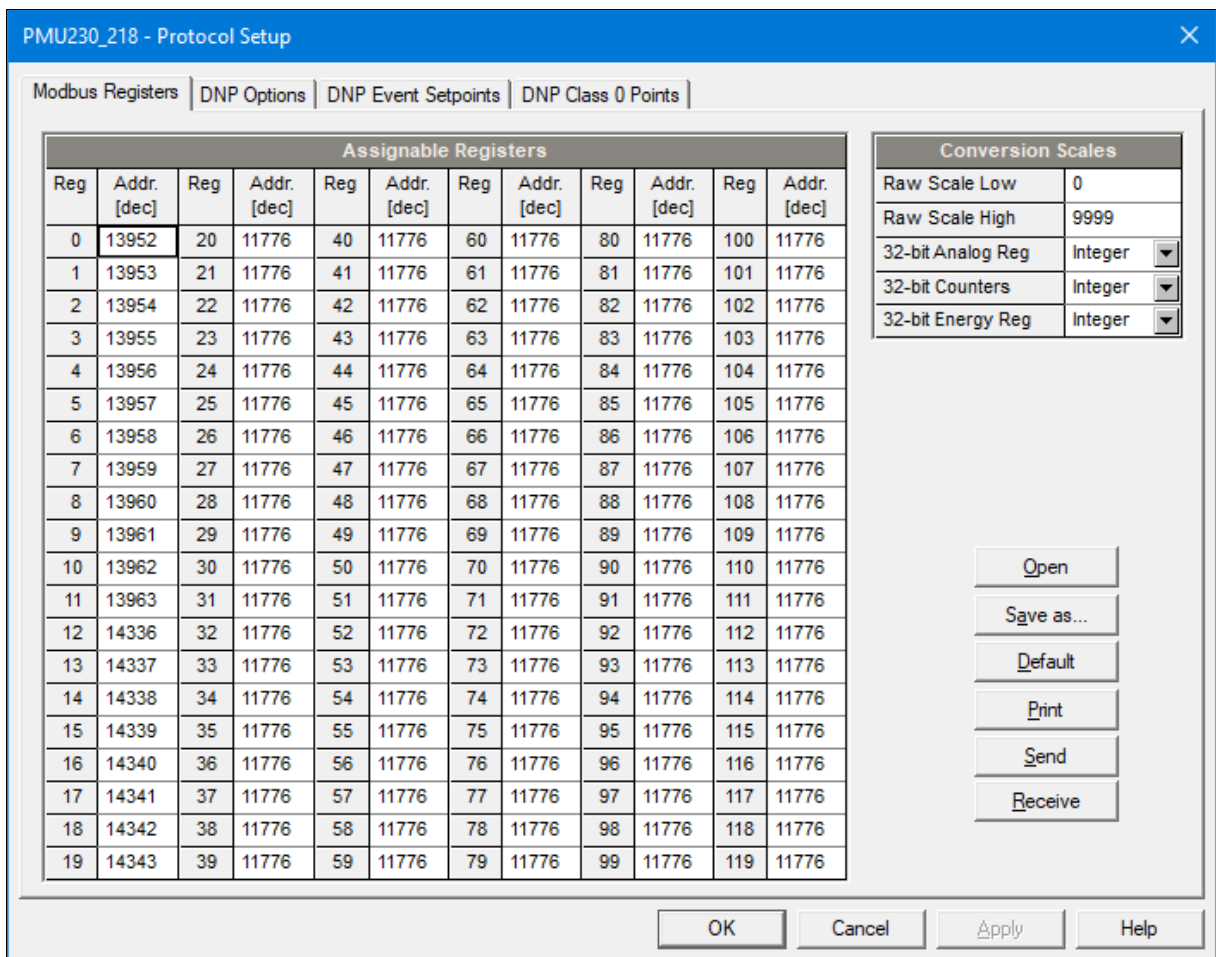 PMU230_218 - Protocol Setup
Modbus Registers DNP Options DNP Event Setpoints DNP Class 0 Points
Assignable Registers
Reg Addr. [dec] Reg Addr. [dec] Reg Addr. [dec] Reg Addr. [dec] Reg Addr. [dec] Reg Addr. [dec]
0 13952 20 11776 40 11776 60 11776 80 11776 100 11776
1 13953 21 11776 41 11776 61 11776 81 11776 101 11776
2 13954 22 11776 42 11776 62 11776 82 11776 102 11776
3 13955 23 11776 43 11776 63 11776 83 11776 103 11776
4 13956 24 11776 44 11776 64 11776 84 11776 104 11776
5 13957 25 11776 45 11776 65 11776 85 11776 105 11776
6 13958 26 11776 46 11776 66 11776 86 11776 106 11776
7 13959 27 11776 47 11776 67 11776 87 11776 107 11776
8 13960 28 11776 48 11776 68 11776 88 11776 108 11776
9 13961 29 11776 49 11776 69 11776 89 11776 109 11776
10 13962 30 11776 50 11776 70 11776 90 11776 110 11776
11 13963 31 11776 51 11776 71 11776 91 11776 111 11776
12 14336 32 11776 52 11776 72 11776 92 11776 112 11776
13 14337 33 11776 53 11776 73 11776 93 11776 113 11776
14 14338 34 11776 54 11776 74 11776 94 11776 114 11776
15 14339 35 11776 55 11776 75 11776 95 11776 115 11776
16 14340 36 11776 56 11776 76 11776 96 11776 116 11776
17 14341 37 11776 57 11776 77 11776 97 11776 117 11776
18 14342 38 11776 58 11776 78 11776 98 11776 118 11776
19 14343 39 11776 59 11776 79 11776 99 11776 119 11776
Conversion Scales
Raw Scale Low 0
Raw Scale High 9999
32-bit Analog Reg Integer
32-bit Counters Integer
32-bit Energy Reg Integer
Open
Save as...
Default
Print
Send
Receive
OK Cancel Apply Help